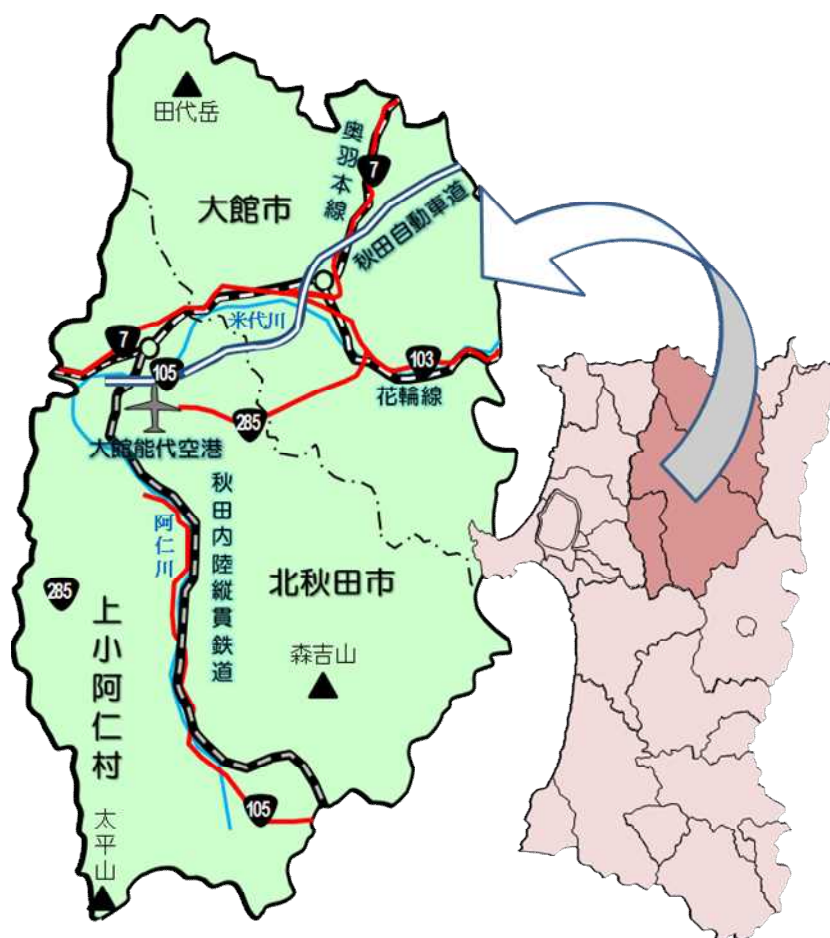 田代岳
奥羽本線
7
大館市
秋田自動車道
米代川
7
105
103
花輪線
285
大館能代空港
秋田内陸縦貫鉄道
阿仁川
北秋田市
285
上小阿仁村
森吉山
105
太平山